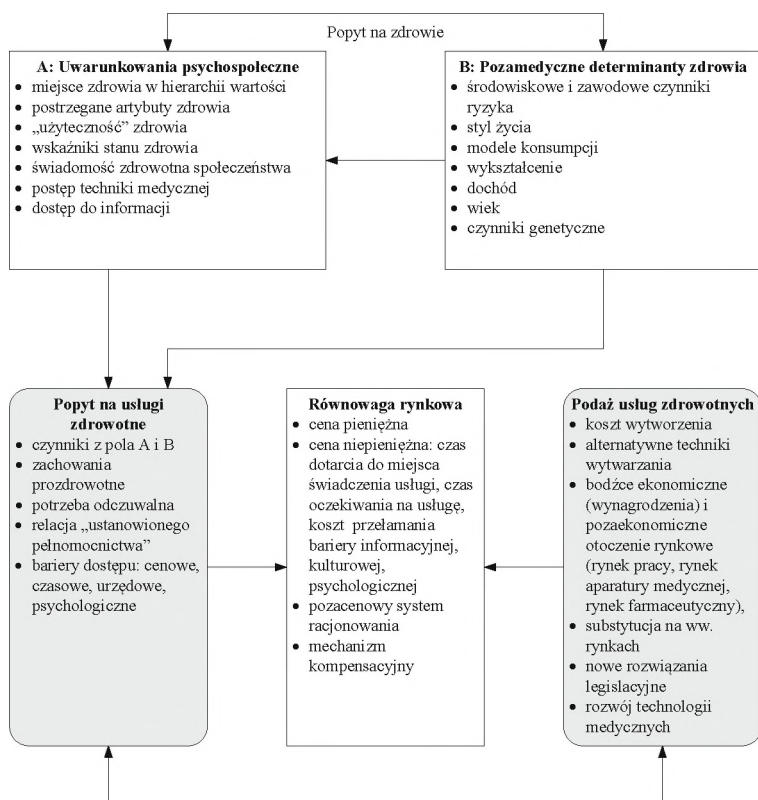 Popyt na zdrowie
A: Uwarunkowania psychospołeczne
• miejsce zdrowia w hierarchii wartości
• postrzegane artybuty zdrowia
• „użyteczność” zdrowia
• wskaźniki stanu zdrowia
• świadomość zdrowotna społeczeństwa
• postęp techniki medycznej
• dostęp do informacji
B: Pozamedyczne determinanty zdrowia
• środowiskowe i zawodowe czynniki
ryzyka
• styl życia
• modele konsumpcji
• wykształcenie
• dochód
• wiek
• czynniki genetyczne
Popyt na usługi
zdrowotne
• czynniki z pola A i B
• zachowania
prozdrowotne
• potrzeba odczuwalna
• relacja „ustanowionego
pełnomocnictwa”
• bariery dostępu: cenowe,
czasowe, urzędowe,
psychologiczne
Równowaga rynkowa
• cena pieniężna
• cena niepieniężna: czas
dotarcia do miejsca
świadczenia usługi, czas
oczekiwania na usługę,
koszt przełamania
bariery informacyjnej,
kulturowej,
psychologicznej
• pozacenowy system
racjonowania
• mechanizm
kompensacyjny
Podaż usług zdrowotnych
• koszt wytworzenia
• alternatywne techniki
wytwarzania
• bodźce ekonomiczne
(wynagrodzenia) i
pozaekonomiczne
otoczenie rynkowe
(rynek pracy, rynek
aparatury medycznej,
rynek farmaceutyczny),
• substytucja na ww.
rynkach
• nowe rozwiązania
legislacyjne
• rozwój technologii
medycznych